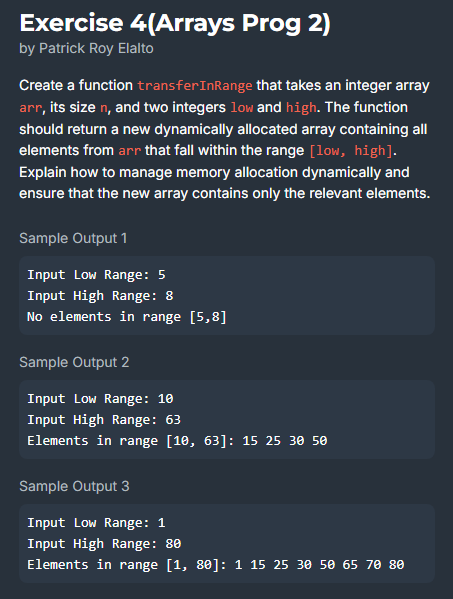 Exercise 4(Arrays Prog 2)
by Patrick Roy Elalto
Create a function transferInRange that takes an integer array
arr, its size n, and two integers low and high. The function
should return a new dynamically allocated array containing all
elements from arr that fall within the range [low, high].
Explain how to manage memory allocation dynamically and
ensure that the new array contains only the relevant elements.
Sample Output 1
Input Low Range: 5
Input High Range: 8
No elements in range [5,8]
Sample Output 2
Input Low Range: 10
Input High Range: 63
Elements in range [10, 63]: 15 25 30 50
Sample Output 3
Input Low Range: 1
Input High Range: 80
Elements in range [1, 80]: 1 15 25 30 50 65 70 80